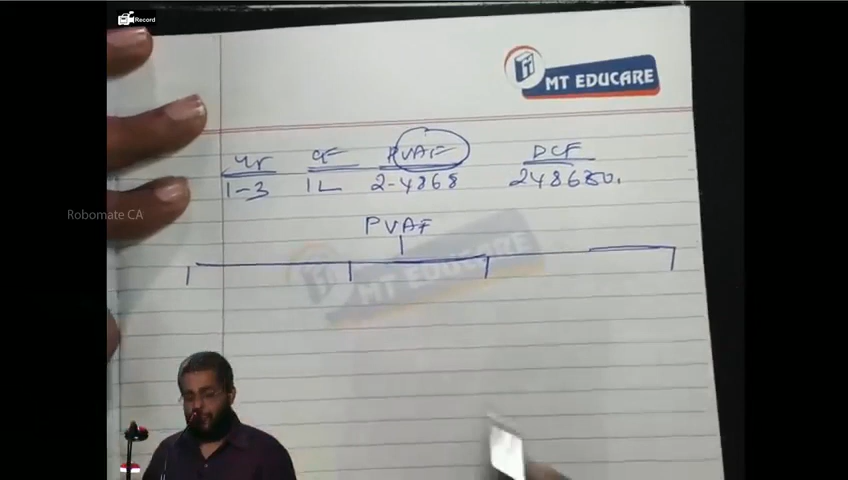 Record
MT EDUCARE
Yr CF PVAF DCF
1-3 1L 2.4868 248680.
Robomate CA
PVAF
MT EDUCARE